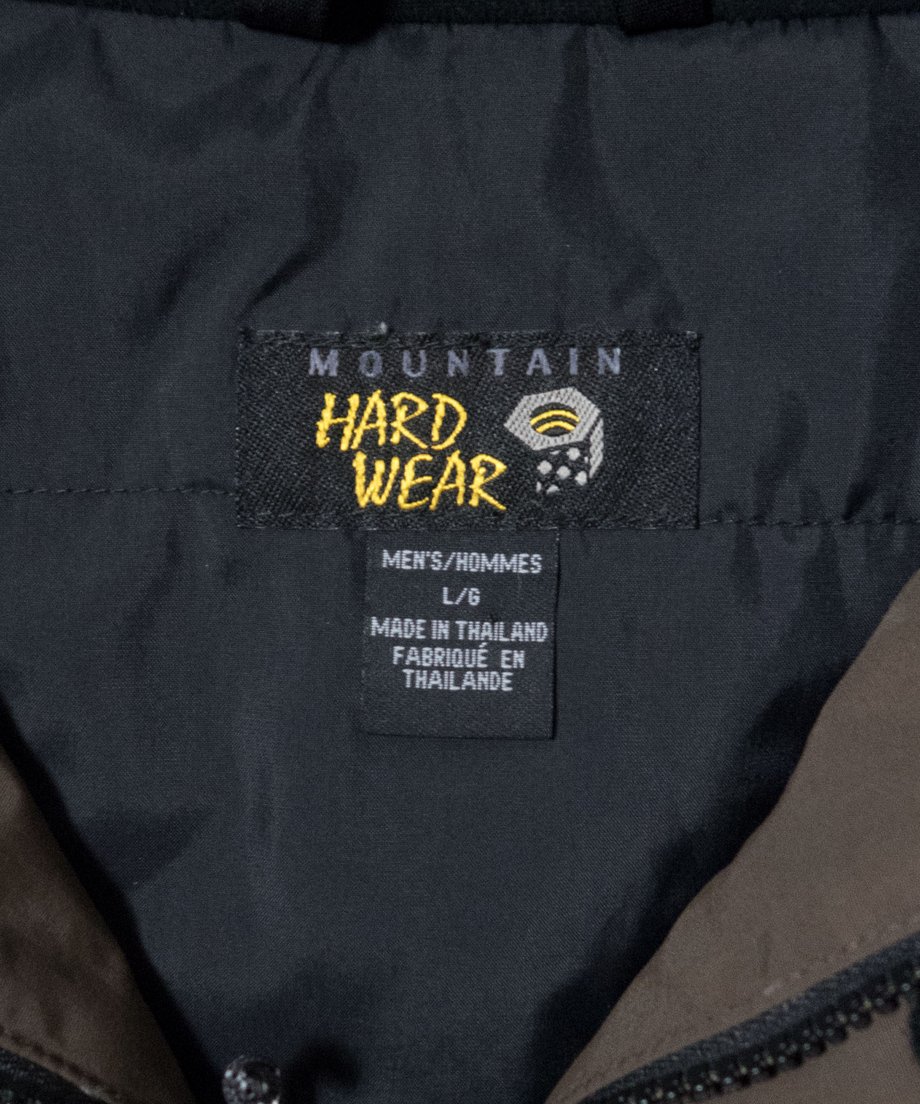 MOUNTAIN
HARD
WEAR
MEN'S/HOMMES
L/G
MADE IN THAILAND
FABRIQUÉ EN
THAILANDE